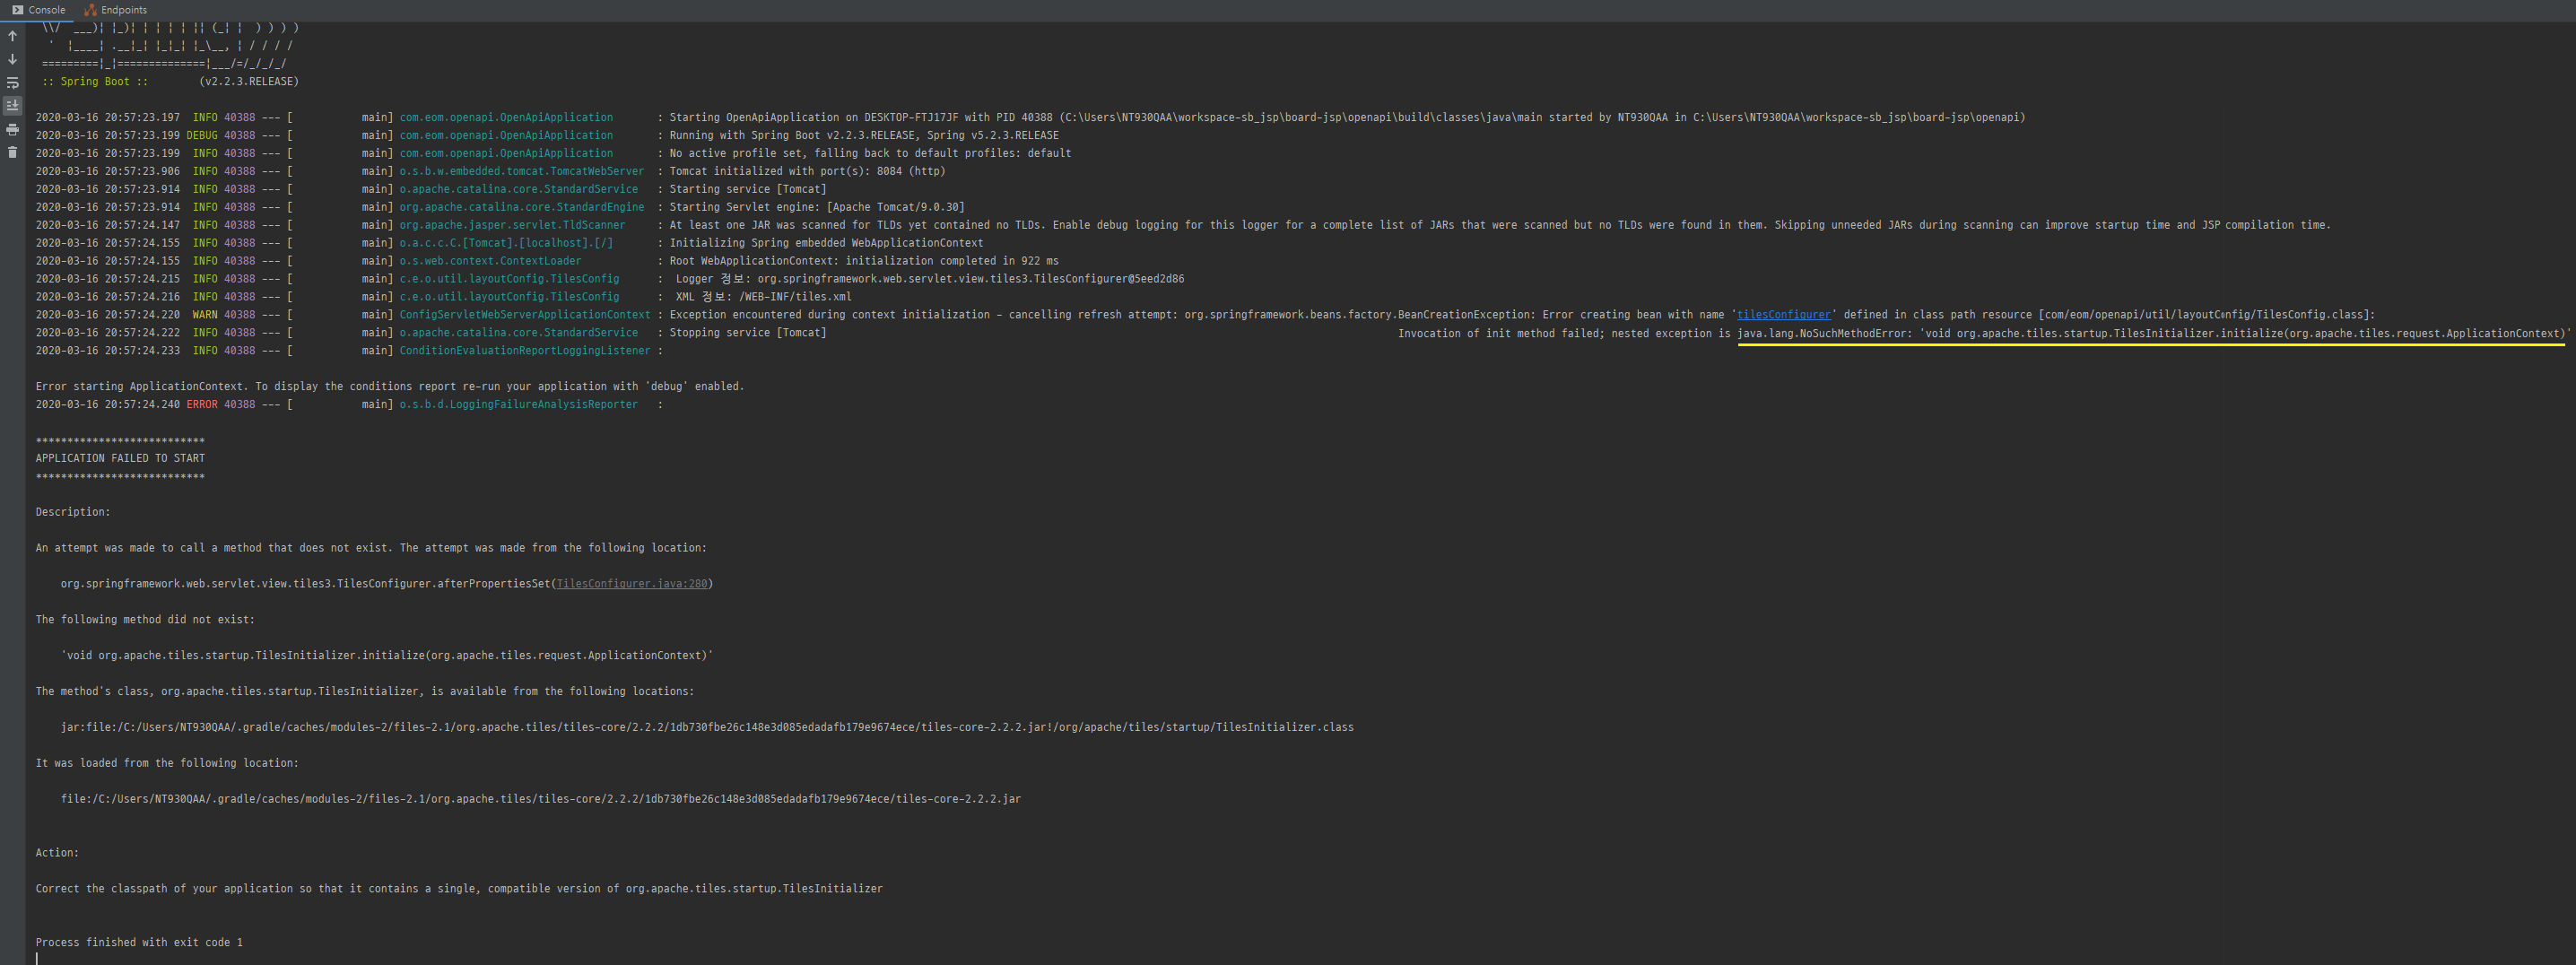 Console Endpoints
\\/  ___)| |_)| | | | | || (_| |  ) ) ) )
'  |____| .__|_| |_|_| |_\__, | / / / /
=========|_|==============|___/=/_/_/_/
:: Spring Boot ::        (v2.2.3.RELEASE)
2020-03-16 20:57:23.197  INFO 40388 --- [           main] com.eom.openapi.OpenApiApplication       : Starting OpenApiApplication on DESKTOP-FTJ17JF with PID 40388 (C:\Users\NT930QAA\workspace-sb_jsp\board-jsp\openapi\build\classes\java\main started by NT930QAA in C:\Users\NT930QAA\workspace-sb_jsp\board-jsp\openapi)
2020-03-16 20:57:23.199 DEBUG 40388 --- [           main] com.eom.openapi.OpenApiApplication       : Running with Spring Boot v2.2.3.RELEASE, Spring v5.2.3.RELEASE
2020-03-16 20:57:23.199  INFO 40388 --- [           main] com.eom.openapi.OpenApiApplication       : No active profile set, falling back to default profiles: default
2020-03-16 20:57:23.906  INFO 40388 --- [           main] o.s.b.w.embedded.tomcat.TomcatWebServer  : Tomcat initialized with port(s): 8084 (http)
2020-03-16 20:57:23.914  INFO 40388 --- [           main] o.apache.catalina.core.StandardService   : Starting service [Tomcat]
2020-03-16 20:57:23.914  INFO 40388 --- [           main] org.apache.catalina.core.StandardEngine  : Starting Servlet engine: [Apache Tomcat/9.0.30]
2020-03-16 20:57:24.147  INFO 40388 --- [           main] org.apache.jasper.servlet.TldScanner     : At least one JAR was scanned for TLDs yet contained no TLDs. Enable debug logging for this logger for a complete list of JARs that were scanned but no TLDs were found in them. Skipping unneeded JARs during scanning can improve startup time and JSP compilation time.
2020-03-16 20:57:24.155  INFO 40388 --- [           main] o.a.c.c.C.[Tomcat].[localhost].[/]       : Initializing Spring embedded WebApplicationContext
2020-03-16 20:57:24.155  INFO 40388 --- [           main] o.s.web.context.ContextLoader            : Root WebApplicationContext: initialization completed in 922 ms
2020-03-16 20:57:24.215  INFO 40388 --- [           main] c.e.o.util.layoutConfig.TilesConfig      :  Logger 정보: org.springframework.web.servlet.view.tiles3.TilesConfigurer@5eed2d86
2020-03-16 20:57:24.216  INFO 40388 --- [           main] c.e.o.util.layoutConfig.TilesConfig      :  XML 정보: /WEB-INF/tiles.xml
2020-03-16 20:57:24.220  WARN 40388 --- [           main] ConfigServletWebServerApplicationContext : Exception encountered during context initialization - cancelling refresh attempt: org.springframework.beans.factory.BeanCreationException: Error creating bean with name 'tilesConfigurer' defined in class path resource [com/eom/openapi/util/layoutConfig/TilesConfig.class]:
2020-03-16 20:57:24.222  INFO 40388 --- [           main] o.apache.catalina.core.StandardService   : Stopping service [Tomcat]
Invocation of init method failed; nested exception is java.lang.NoSuchMethodError: 'void org.apache.tiles.startup.TilesInitializer.initialize(org.apache.tiles.request.ApplicationContext)'
2020-03-16 20:57:24.233  INFO 40388 --- [           main] ConditionEvaluationReportLoggingListener :
Error starting ApplicationContext. To display the conditions report re-run your application with 'debug' enabled.
2020-03-16 20:57:24.240 ERROR 40388 --- [           main] o.s.b.d.LoggingFailureAnalysisReporter   :
***************************
APPLICATION FAILED TO START
***************************
Description:
An attempt was made to call a method that does not exist. The attempt was made from the following location:
org.springframework.web.servlet.view.tiles3.TilesConfigurer.afterPropertiesSet(TilesConfigurer.java:280)
The following method did not exist:
'void org.apache.tiles.startup.TilesInitializer.initialize(org.apache.tiles.request.ApplicationContext)'
The method's class, org.apache.tiles.startup.TilesInitializer, is available from the following locations:
jar:file:/C:/Users/NT930QAA/.gradle/caches/modules-2/files-2.1/org.apache.tiles/tiles-core/2.2.2/1db730fbe26c148e3d085edadafb179e9674ece/tiles-core-2.2.2.jar!/org/apache/tiles/startup/TilesInitializer.class
It was loaded from the following location:
file:/C:/Users/NT930QAA/.gradle/caches/modules-2/files-2.1/org.apache.tiles/tiles-core/2.2.2/1db730fbe26c148e3d085edadafb179e9674ece/tiles-core-2.2.2.jar
Action:
Correct the classpath of your application so that it contains a single, compatible version of org.apache.tiles.startup.TilesInitializer
Process finished with exit code 1